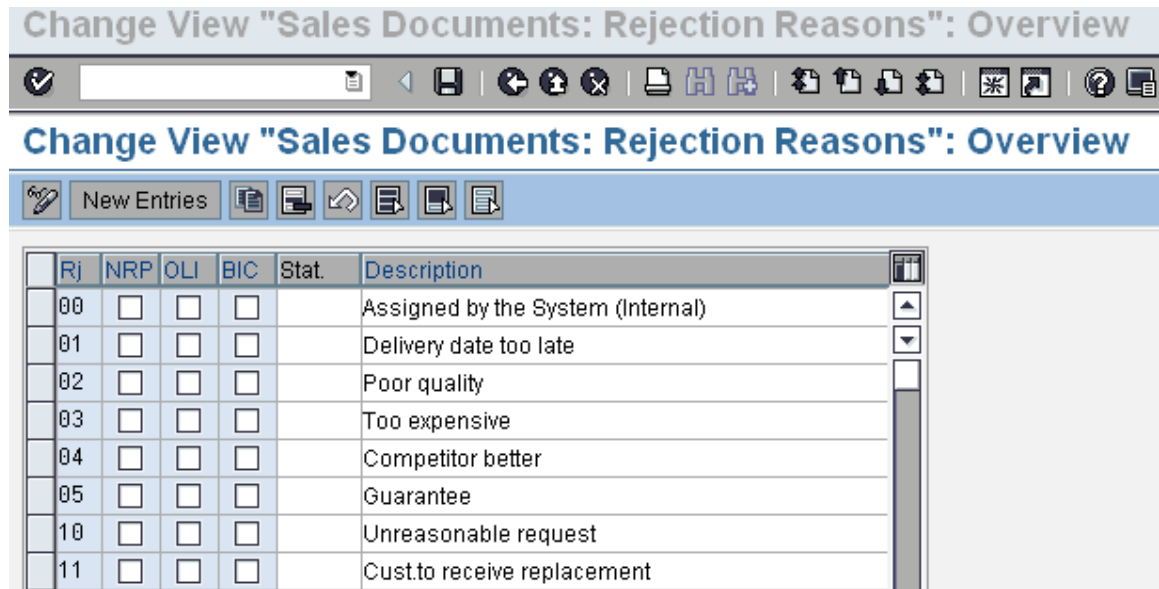 Change View "Sales Documents: Rejection Reasons": Overview
Change View "Sales Documents: Rejection Reasons": Overview
New Entries
Rj NRP OLI BIC Stat. Description
00 Assigned by the System (Internal)
01 Delivery date too late
02 Poor quality
03 Too expensive
04 Competitor better
05 Guarantee
10 Unreasonable request
11 Cust.to receive replacement